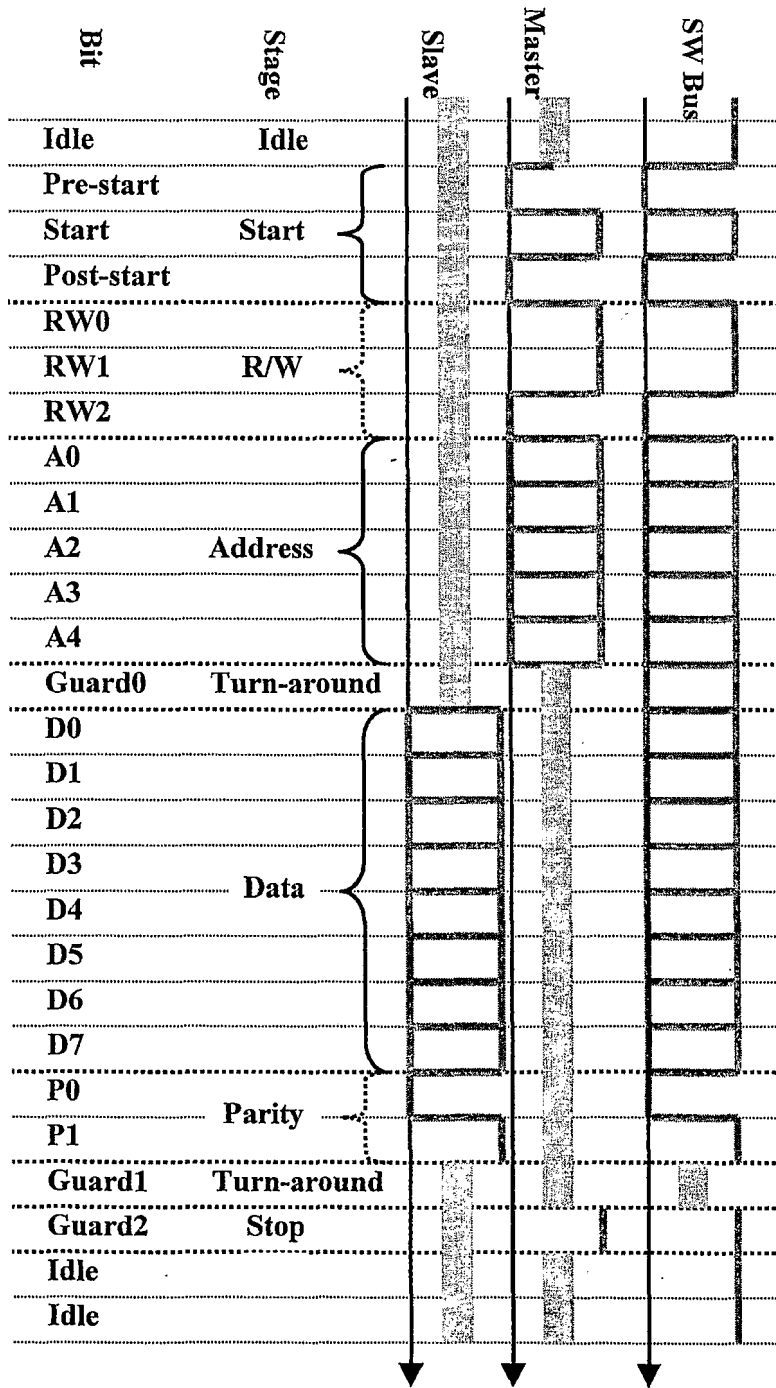 Bit Stage Slave Master SW Bus
Idle Idle
Pre-start
Start Start
Post-start
RW0
RW1 R/W
RW2
A0
A1
A2 Address
A3
A4
Guard0 Turn-around
D0
D1
D2
D3
Data
D4
D5
D6
D7
P0
Parity
P1
Guard1 Turn-around
Guard2 Stop
Idle
Idle